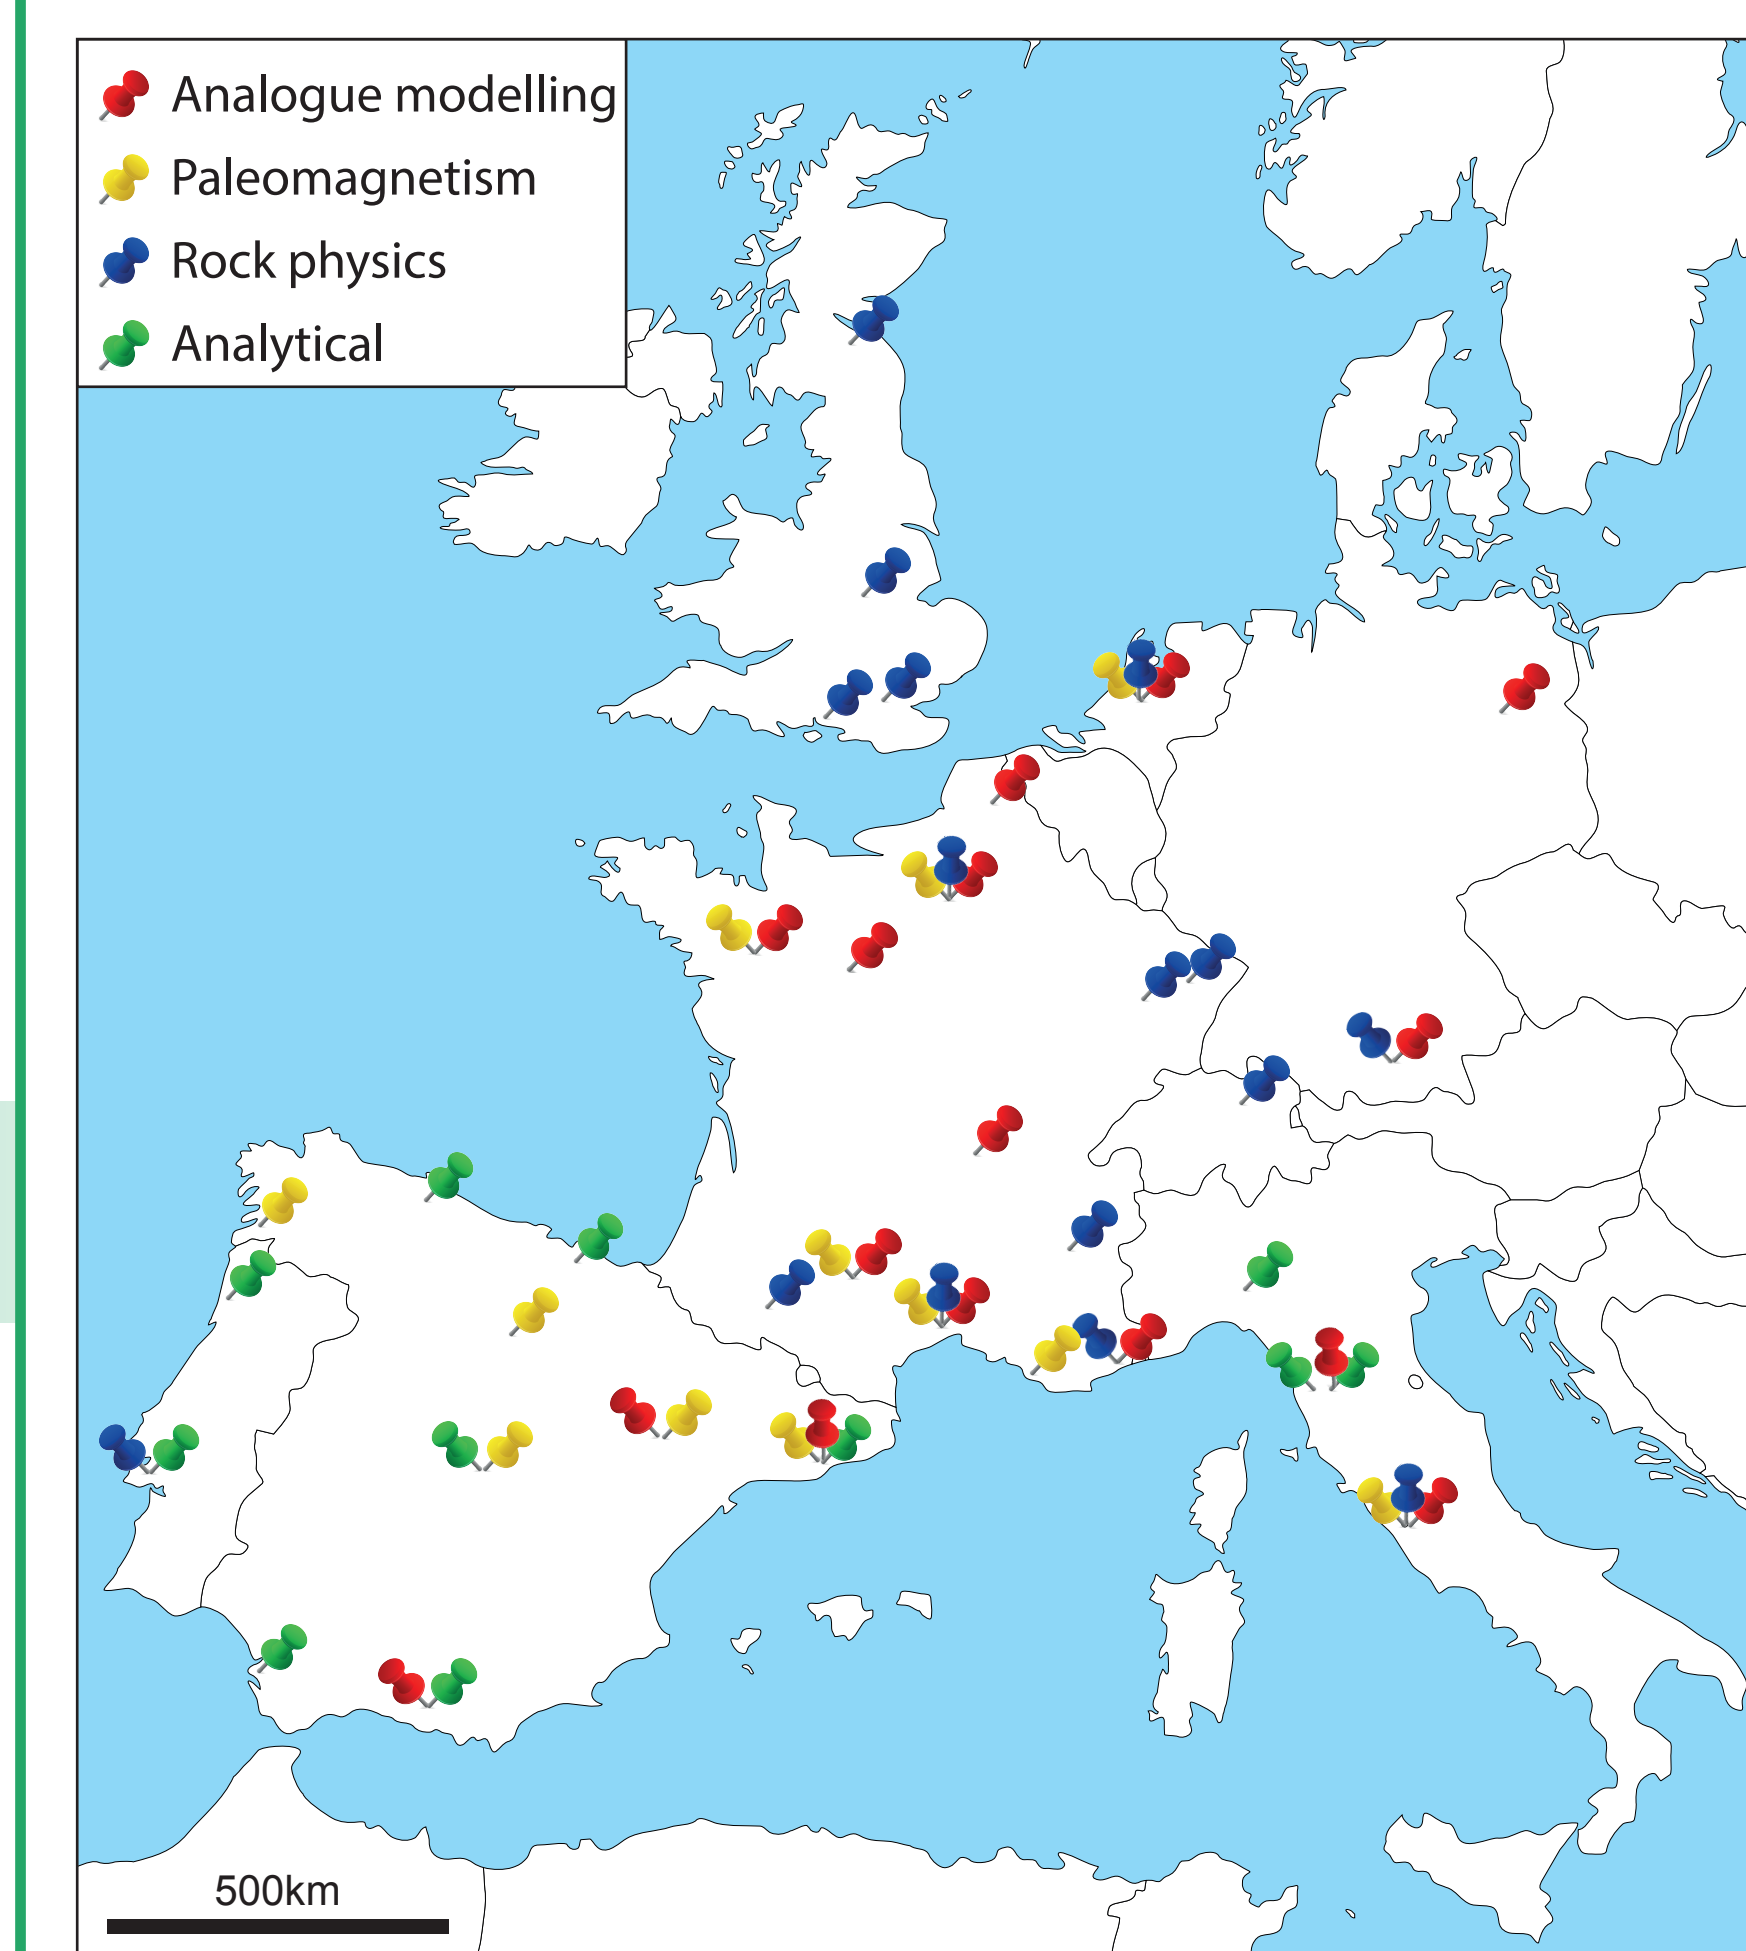 Analogue modelling
Paleomagnetism
Rock physics
Analytical
500km